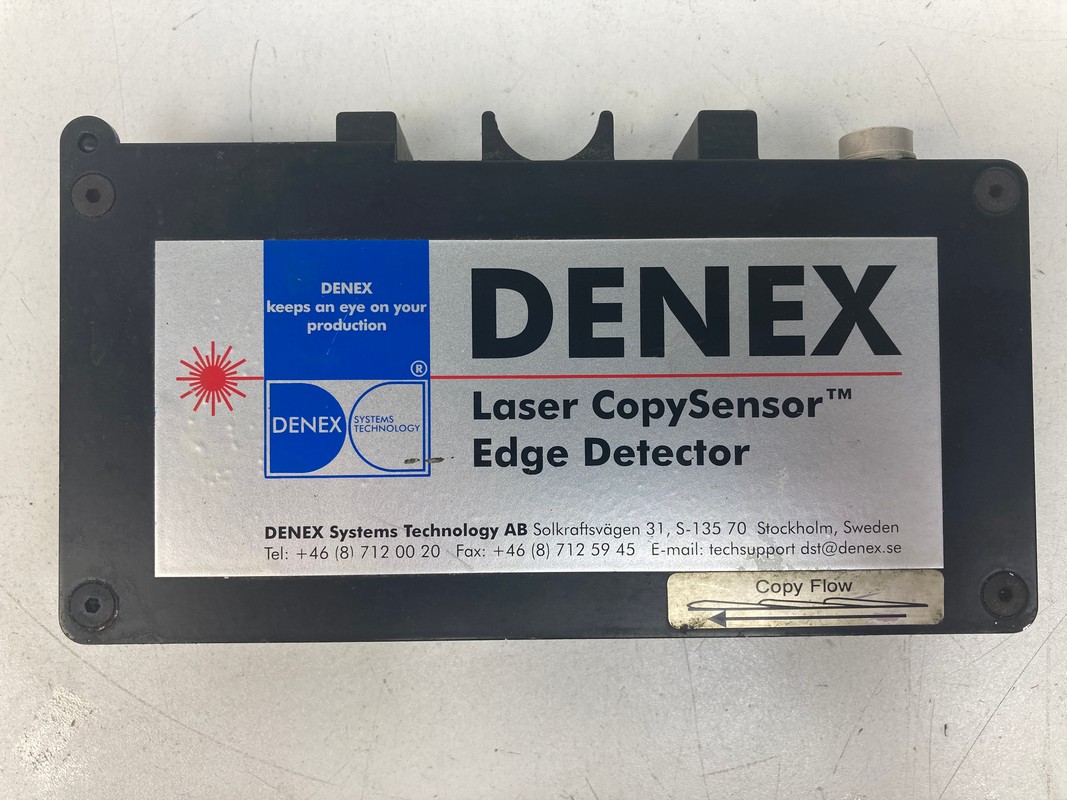 DENEX
keeps an eye on your
production
®
DENEX
SYSTEMS
TECHNOLOGY
DENEX
Laser CopySensor™
Edge Detector
DENEX Systems Technology AB Solkraftsvägen 31, S-135 70 Stockholm, Sweden
Tel: +46 (8) 712 00 20 Fax: +46 (8) 712 59 45 E-mail: techsupport dst@denex.se
Copy Flow